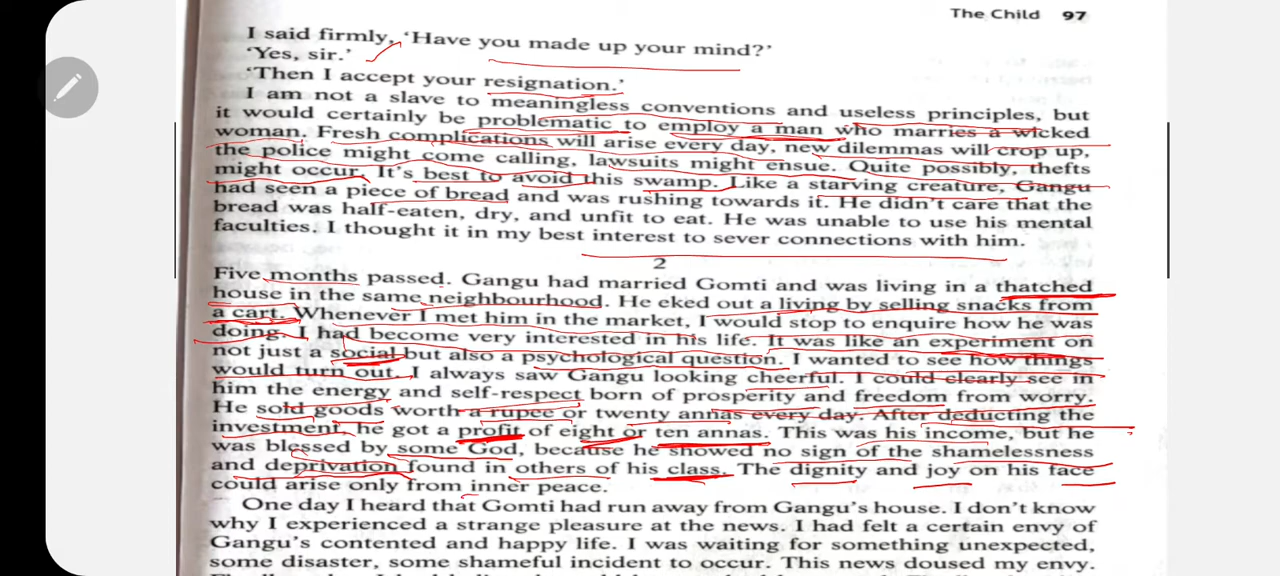 The Child 97
I said firmly, ‘Have you made up your mind?’
‘Yes, sir.’
‘Then I accept your resignation.’
I am not a slave to meaningless conventions and useless principles, but
it would certainly be problematic to employ a man who marries a wicked
woman. Fresh complications will arise every day, new dilemmas will crop up,
the police might come calling, lawsuits might ensue. Quite possibly, thefts
might occur. It’s best to avoid this swamp. Like a starving creature, Gangu
had seen a piece of bread and was rushing towards it. He didn’t care that the
bread was half-eaten, dry, and unfit to eat. He was unable to use his mental
faculties. I thought it in my best interest to sever connections with him.
2
Five months passed. Gangu had married Gomti and was living in a thatched
house in the same neighbourhood. He eked out a living by selling snacks from
a cart. Whenever I met him in the market, I would stop to enquire how he was
doing. I had become very interested in his life. It was like an experiment on
not just a social but also a psychological question. I wanted to see how things
would turn out. I always saw Gangu looking cheerful. I could clearly see in
him the energy and self-respect born of prosperity and freedom from worry.
He sold goods worth a rupee or twenty annas every day. After deducting the
investment, he got a profit of eight or ten annas. This was his income, but he
was blessed by some God, because he showed no sign of the shamelessness
and deprivation found in others of his class. The dignity and joy on his face
could arise only from inner peace.
One day I heard that Gomti had run away from Gangu’s house. I don’t know
why I experienced a strange pleasure at the news. I had felt a certain envy of
Gangu’s contented and happy life. I was waiting for something unexpected,
some disaster, some shameful incident to occur. This news doused my envy.